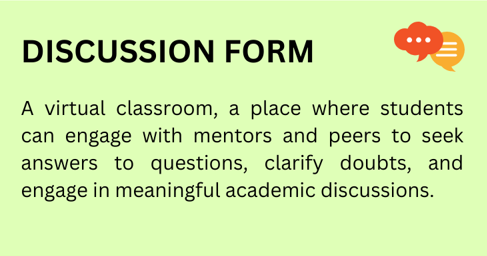 DISCUSSION FORM
A virtual classroom, a place where students
can engage with mentors and peers to seek
answers to questions, clarify doubts, and
engage in meaningful academic discussions.